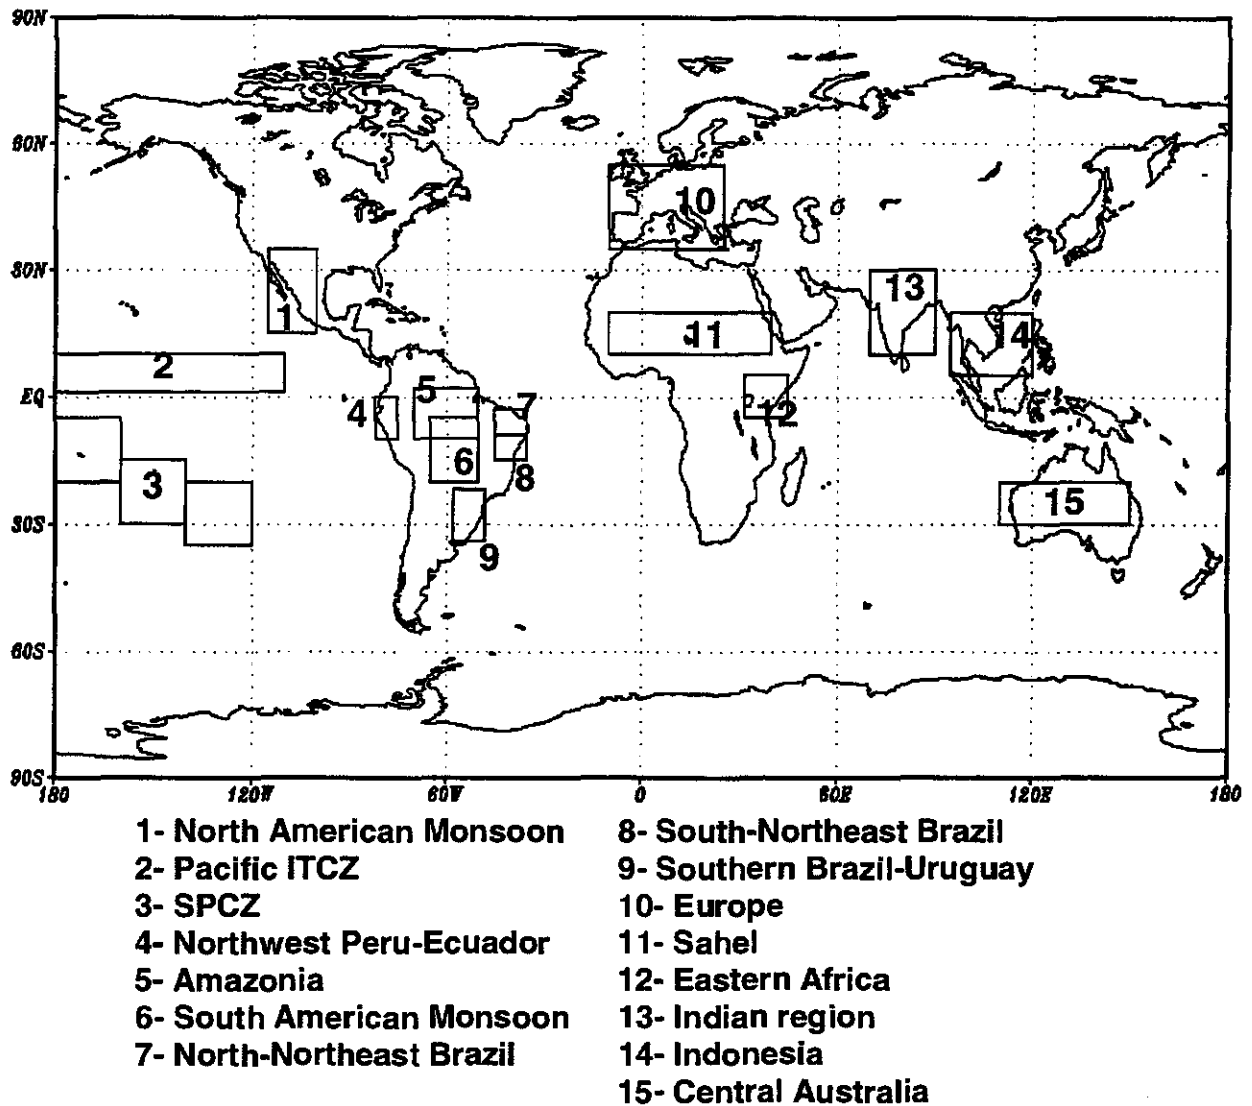 90N
60N
30N
EQ
30S
60S
90S
180 120W 60W 0 60E 120E 180
1
2
3
4
5
6
7
8
9
10
11
12
13
14
15
1- North American Monsoon
2- Pacific ITCZ
3- SPCZ
4- Northwest Peru-Ecuador
5- Amazonia
6- South American Monsoon
7- North-Northeast Brazil
8- South-Northeast Brazil
9- Southern Brazil-Uruguay
10- Europe
11- Sahel
12- Eastern Africa
13- Indian region
14- Indonesia
15- Central Australia